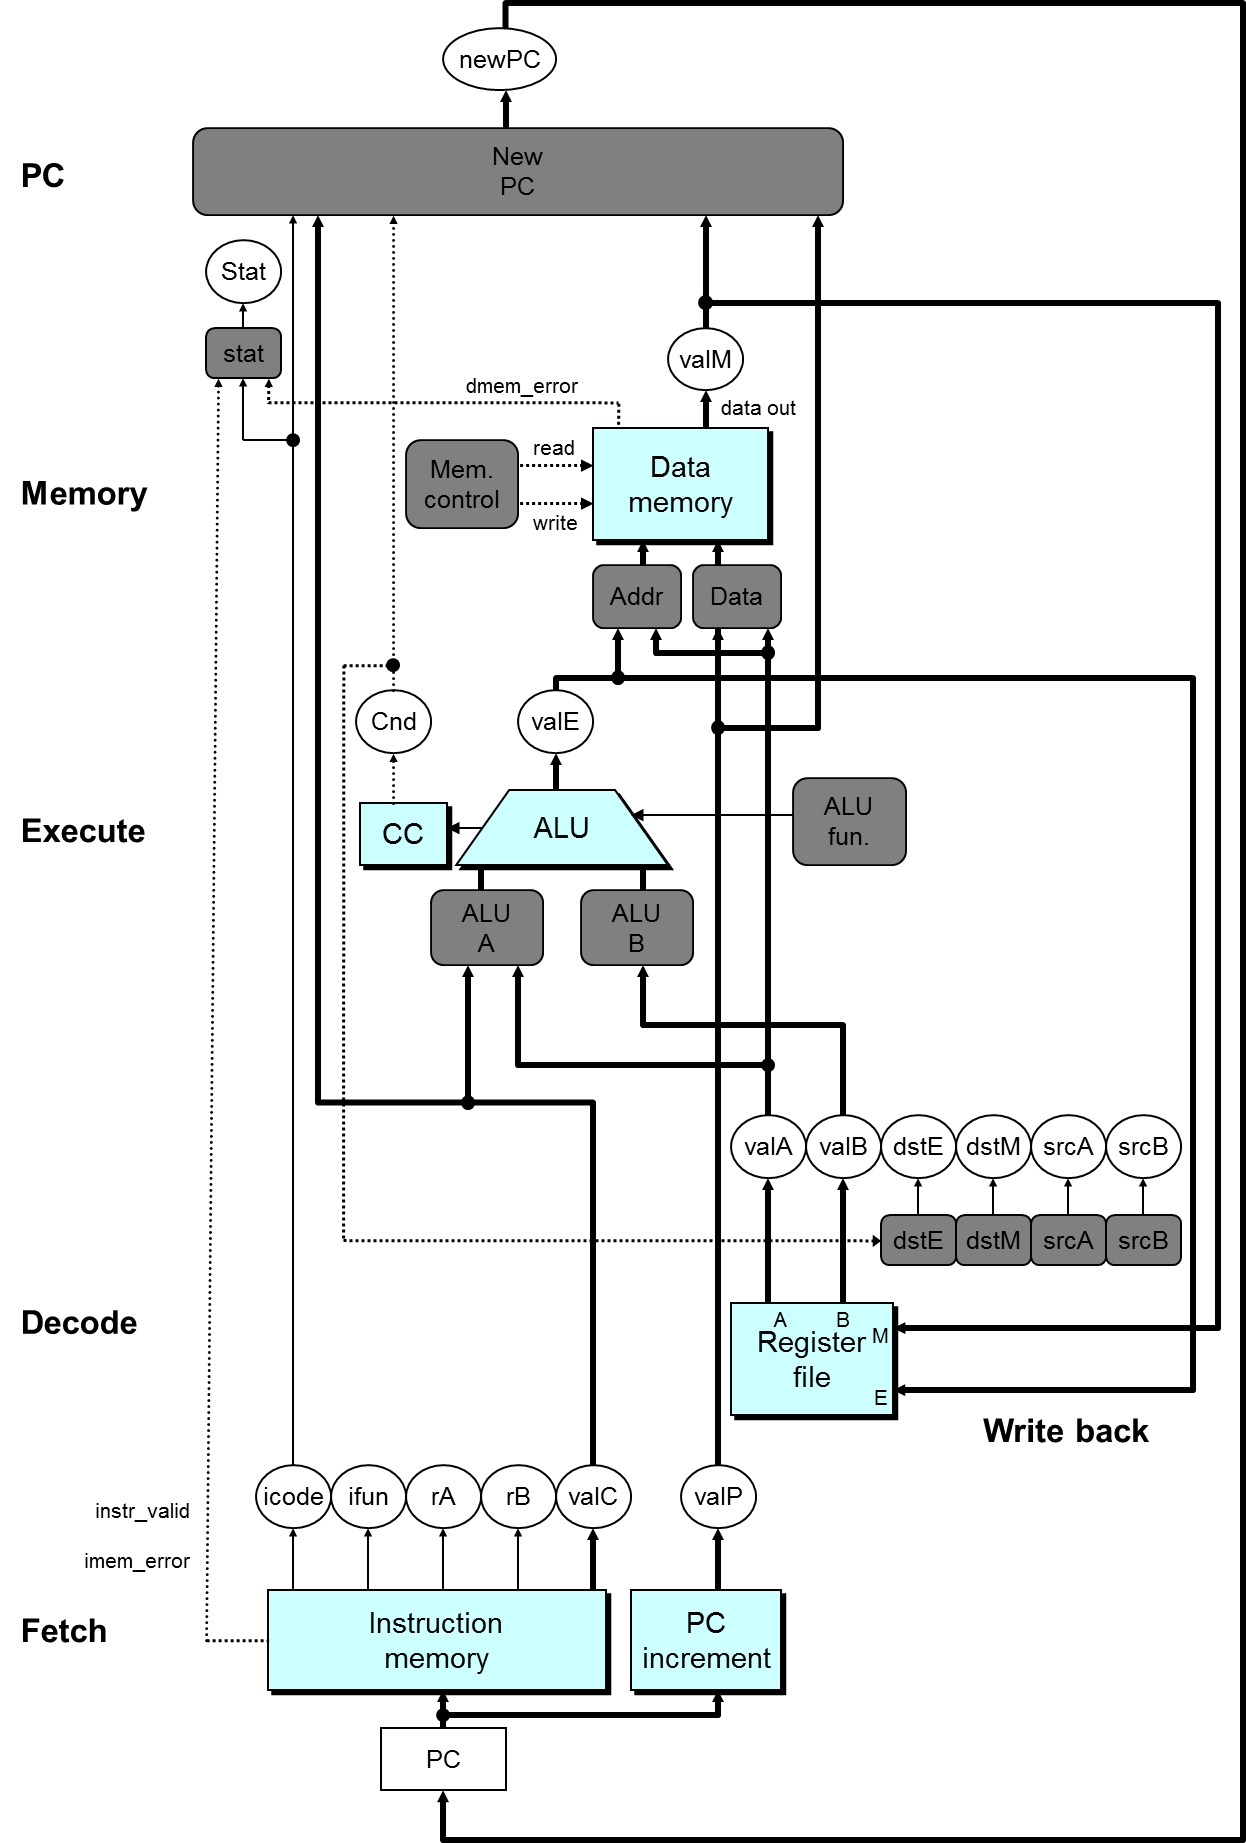 newPC
New
PC
PC
Stat
stat
valM
dmem_error
data out
read
Mem.
control
write
Data
memory
Memory
Addr
Data
Cnd
valE
CC
ALU
ALU
fun.
Execute
ALU
A
ALU
B
valA
valB
dstE
dstM
srcA
srcB
dstE
dstM
srcA
srcB
Decode
A
B
M
Register
file
E
Write back
icode
ifun
rA
rB
valC
valP
instr_valid
imem_error
Fetch
Instruction
memory
PC
increment
PC